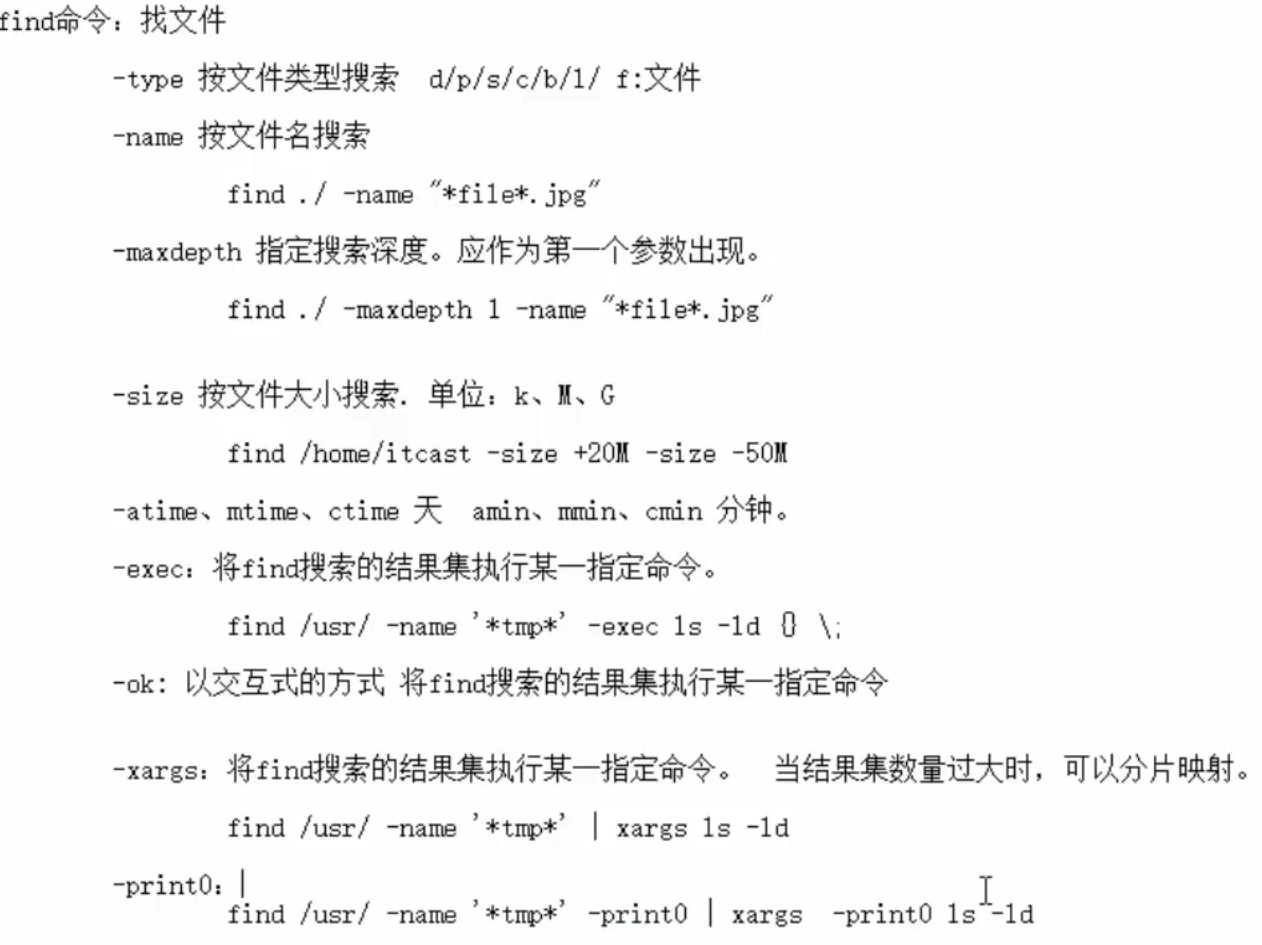 find命令：找文件
-type 按文件类型搜索 d/p/s/c/b/l/ f:文件
-name 按文件名搜索
find ./ -name "*file*.jpg"
-maxdepth 指定搜索深度。应作为第一个参数出现。
find ./ -maxdepth 1 -name "*file*.jpg"
-size 按文件大小搜索. 单位：k、M、G
find /home/itcast -size +20M -size -50M
-atime、mtime、ctime 天 amin、mmin、cmin 分钟。
-exec：将find搜索的结果集执行某一指定命令。
find /usr/ -name '*tmp*' -exec ls -ld {} \;
-ok: 以交互式的方式 将find搜索的结果集执行某一指定命令
-xargs：将find搜索的结果集执行某一指定命令。 当结果集数量过大时，可以分片映射。
find /usr/ -name '*tmp*' | xargs ls -ld
-print0：
find /usr/ -name '*tmp*' -print0 | xargs -print0 ls -ld